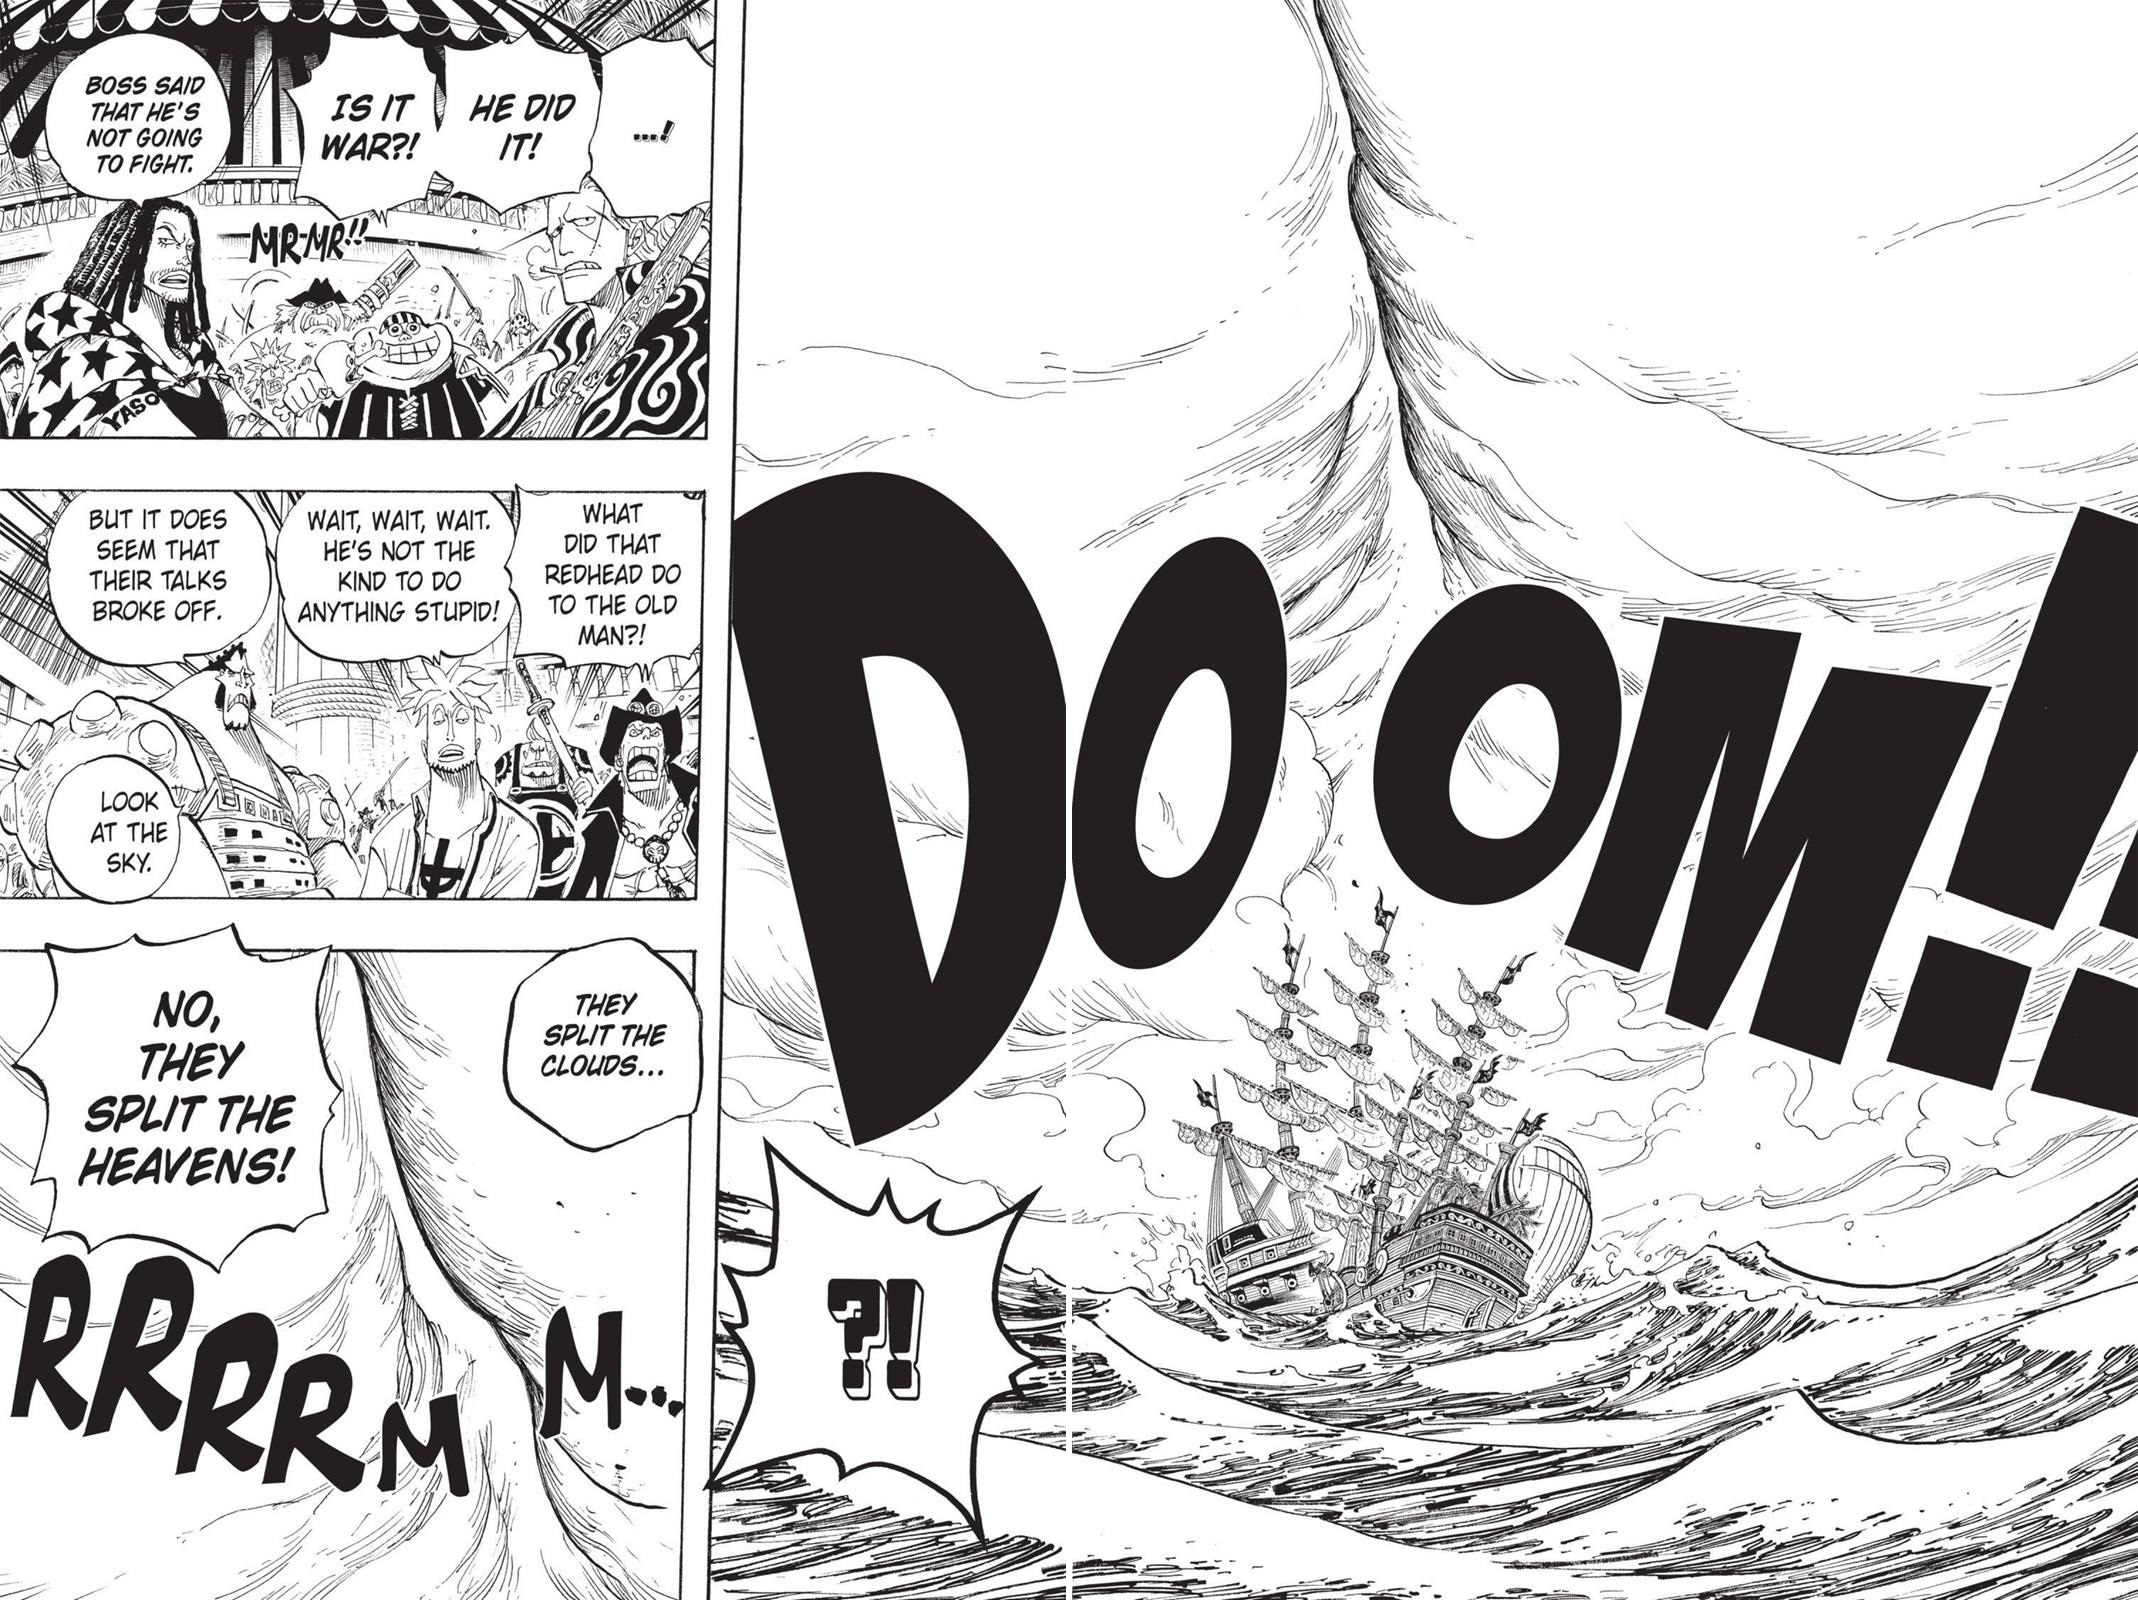 DOOM!!
?!
...!
HE DID
IT!
IS IT
WAR?!
BOSS SAID
THAT HE'S
NOT GOING
TO FIGHT.
MR-MR!!
YASO
WHAT
DID THAT
REDHEAD DO
TO THE OLD
MAN?!
WAIT, WAIT, WAIT.
HE'S NOT THE
KIND TO DO
ANYTHING STUPID!
BUT IT DOES
SEEM THAT
THEIR TALKS
BROKE OFF.
LOOK
AT THE
SKY.
THEY
SPLIT THE
CLOUDS...
NO,
THEY
SPLIT THE
HEAVENS!
RRRRMM...